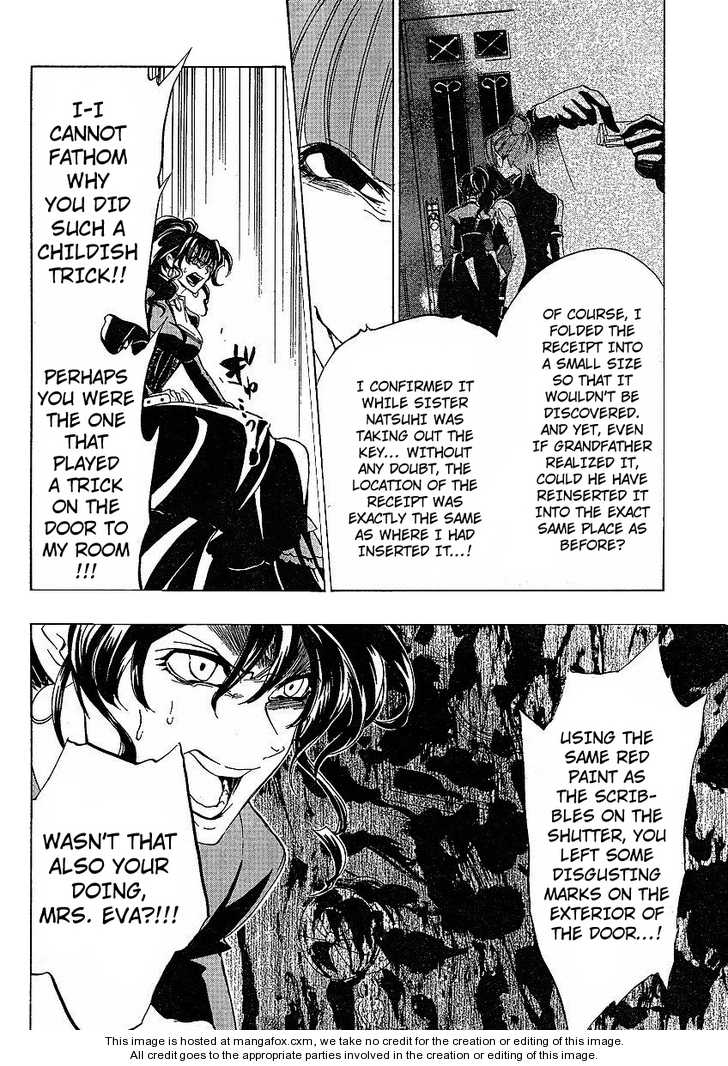 OF COURSE, I
FOLDED THE
RECEIPT INTO
A SMALL SIZE
SO THAT IT
WOULDN'T BE
DISCOVERED.
AND YET, EVEN
IF GRANDFATHER
REALIZED IT,
COULD HE HAVE
REINSERTED IT
INTO THE EXACT
SAME PLACE AS
BEFORE?
I CONFIRMED IT
WHILE SISTER
NATSUHI WAS
TAKING OUT THE
KEY... WITHOUT
ANY DOUBT, THE
LOCATION OF THE
RECEIPT WAS
EXACTLY THE SAME
AS WHERE I HAD
INSERTED IT...!
I-I
CANNOT
FATHOM
WHY
YOU DID
SUCH A
CHILDISH
TRICK!!
ギゅ
PERHAPS
YOU WERE
THE ONE
THAT
PLAYED
A TRICK
ON THE
DOOR TO
MY ROOM
!!!
USING THE
SAME RED
PAINT AS
THE SCRIB-
BLES ON THE
SHUTTER, YOU
LEFT SOME
DISGUSTING
MARKS ON THE
EXTERIOR OF
THE DOOR...!
WASN'T THAT
ALSO YOUR
DOING,
MRS. EVA?!!!
This image is hosted at mangafox.cxm, we take no credit for the creation or editing of this image.
All credit goes to the appropriate parties involved in the creation or editing of this image.